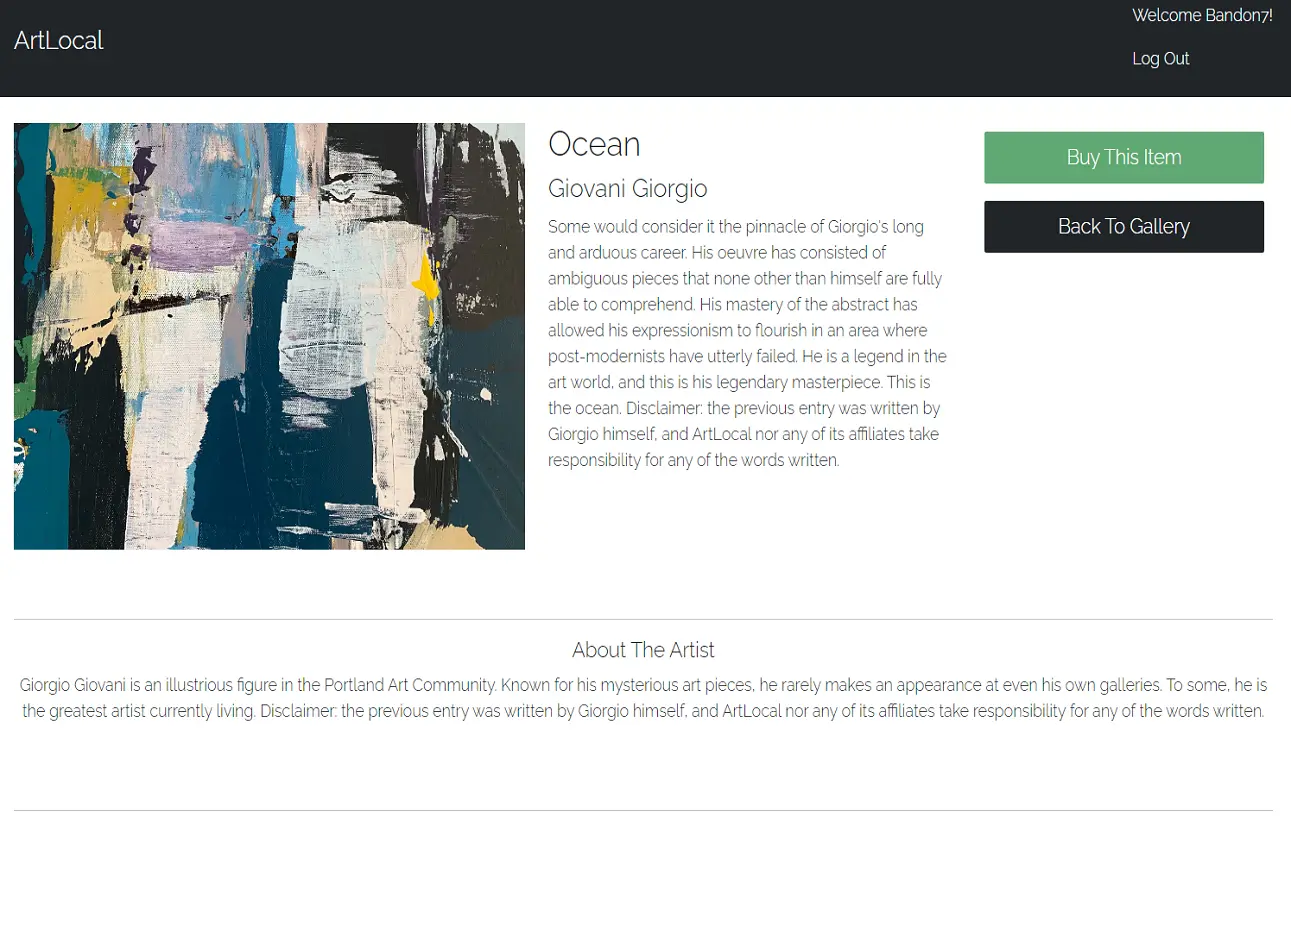 ArtLocal
Welcome Bandon7!
Log Out
Ocean
Giovani Giorgio
Some would consider it the pinnacle of Giorgio's long
and arduous career. His oeuvre has consisted of
ambiguous pieces that none other than himself are fully
able to comprehend. His mastery of the abstract has
allowed his expressionism to flourish in an area where
post-modernists have utterly failed. He is a legend in the
art world, and this is his legendary masterpiece. This is
the ocean. Disclaimer: the previous entry was written by
Giorgio himself, and ArtLocal nor any of its affiliates take
responsibility for any of the words written.
Buy This Item
Back To Gallery
About The Artist
Giorgio Giovani is an illustrious figure in the Portland Art Community. Known for his mysterious art pieces, he rarely makes an appearance at even his own galleries. To some, he is
the greatest artist currently living. Disclaimer: the previous entry was written by Giorgio himself, and ArtLocal nor any of its affiliates take responsibility for any of the words written.